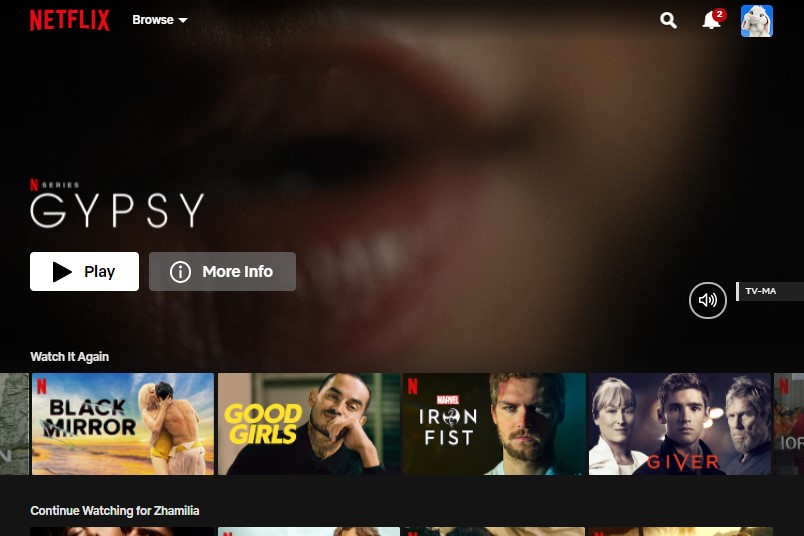 NETFLIX
Browse
2
N SERIES
GYPSY
Play
More Info
TV-MA
Watch It Again
N
N
BLACK
MIRROR
GOOD
GIRLS
N
MARVEL
IRON
FIST
GIVER
N
IOR
Continue Watching for Zhamilia